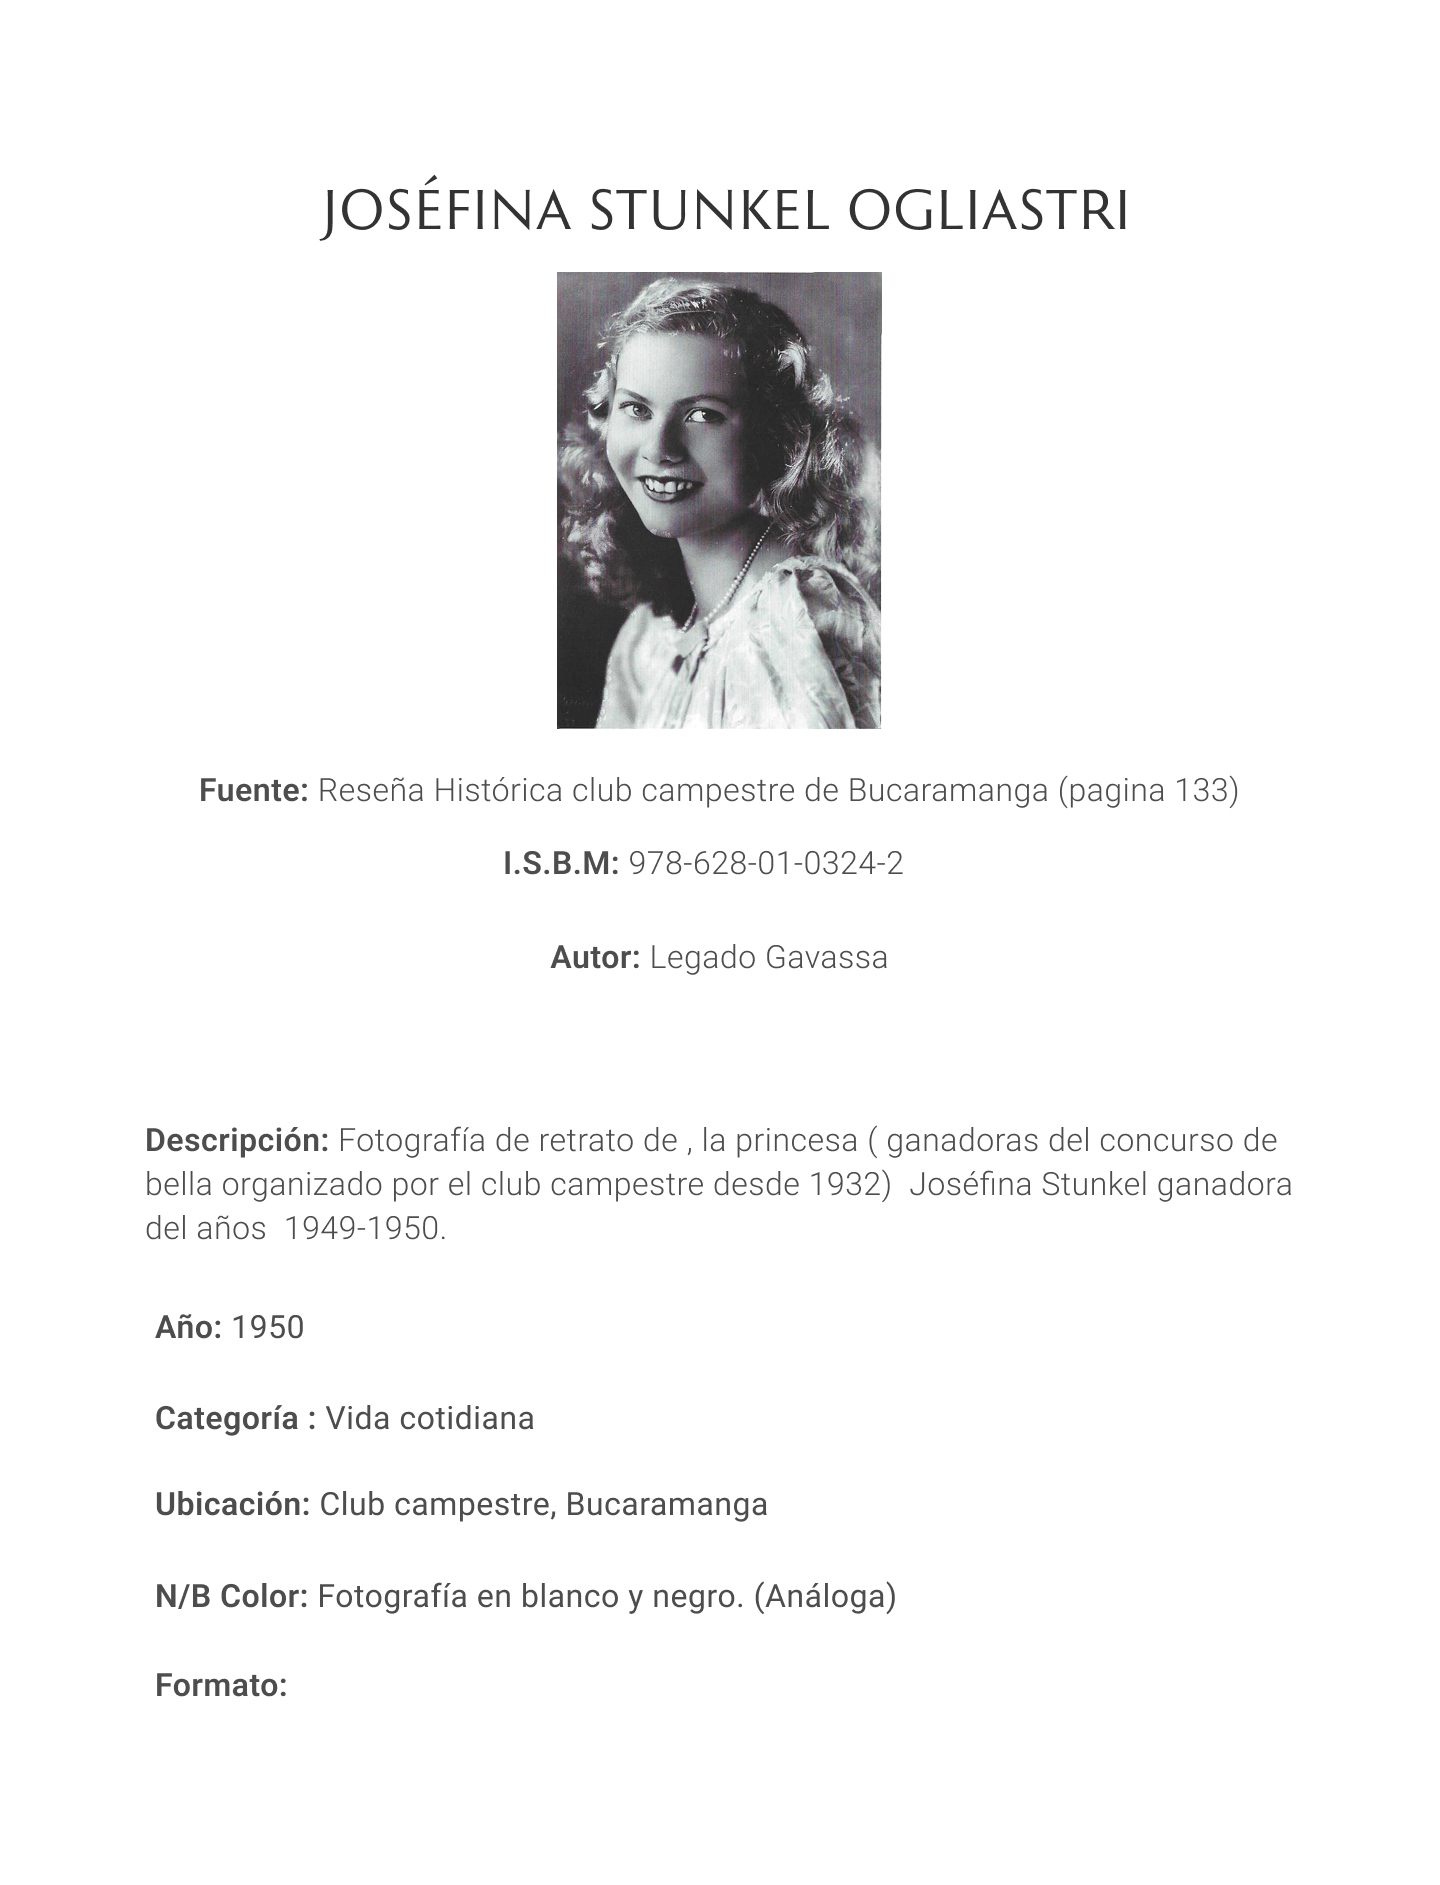 JOSÉFINA STUNKEL OGLIASTRI
Fuente: Reseña Histórica club campestre de Bucaramanga (pagina 133)
I.S.B.M: 978-628-01-0324-2
Autor: Legado Gavassa
Descripción: Fotografía de retrato de , la princesa ( ganadoras del concurso de
bella organizado por el club campestre desde 1932)  Joséfina Stunkel ganadora
del años  1949-1950.
Año: 1950
Categoría : Vida cotidiana
Ubicación: Club campestre, Bucaramanga
N/B Color: Fotografía en blanco y negro. (Análoga)
Formato: